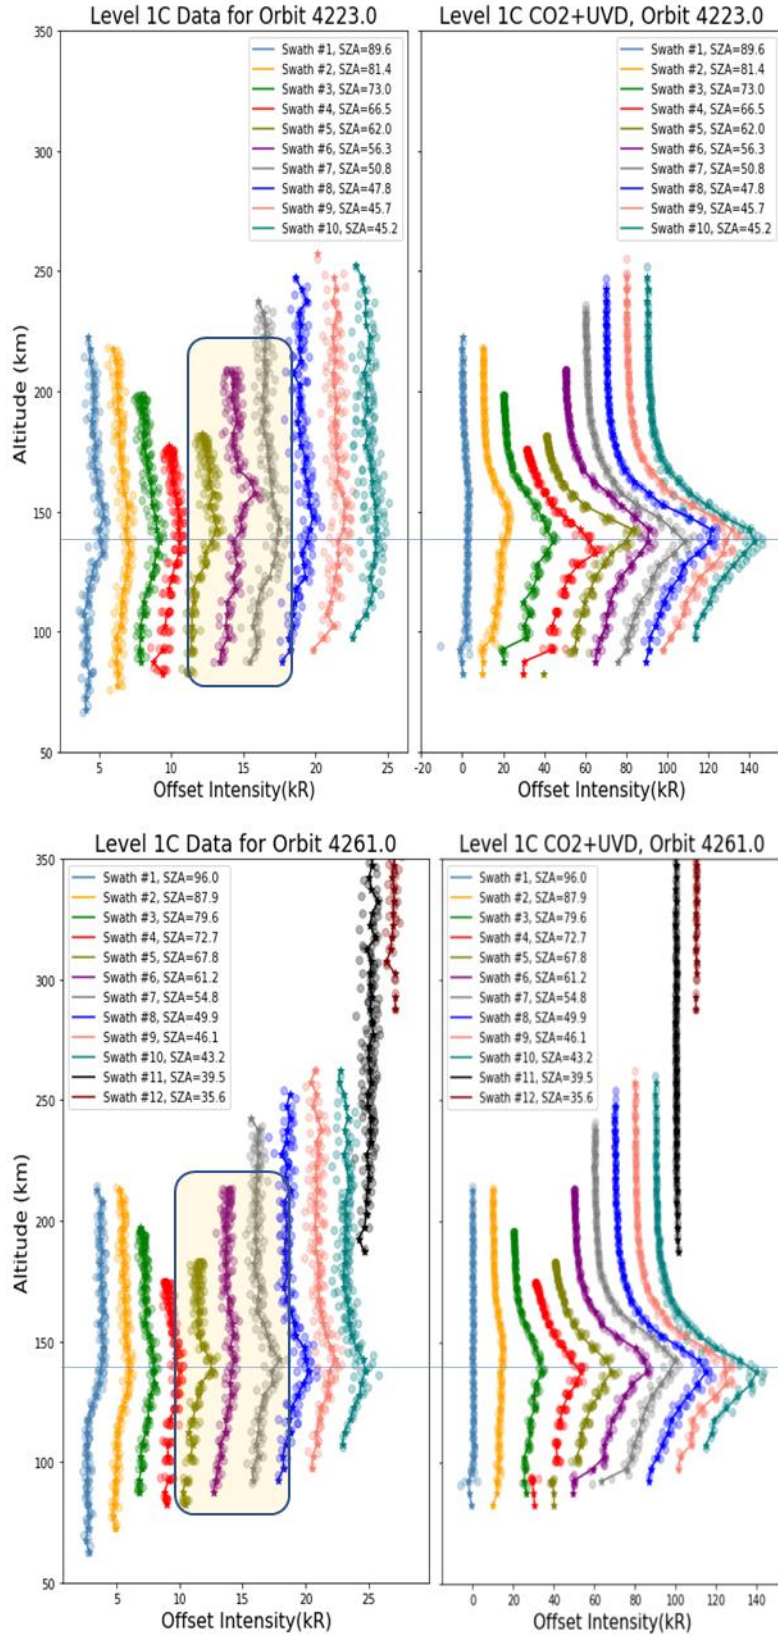 Level 1C Data for Orbit 4223.0
Level 1C CO2+UVD, Orbit 4223.0
350
300
250
200
150
100
50
Altitude (km)
Swath #1, SZA=89.6
Swath #2, SZA=81.4
Swath #3, SZA=73.0
Swath #4, SZA=66.5
Swath #5, SZA=62.0
Swath #6, SZA=56.3
Swath #7, SZA=50.8
Swath #8, SZA=47.8
Swath #9, SZA=45.7
Swath #10, SZA=45.2
Swath #1, SZA=89.6
Swath #2, SZA=81.4
Swath #3, SZA=73.0
Swath #4, SZA=66.5
Swath #5, SZA=62.0
Swath #6, SZA=56.3
Swath #7, SZA=50.8
Swath #8, SZA=47.8
Swath #9, SZA=45.7
Swath #10, SZA=45.2
5 10 15 20 25
-20 0 20 40 60 80 100 120 140
Offset Intensity(kR)
Offset Intensity(kR)
Level 1C Data for Orbit 4261.0
Level 1C CO2+UVD, Orbit 4261.0
350
300
250
200
150
100
50
Altitude (km)
Swath #1, SZA=96.0
Swath #2, SZA=87.9
Swath #3, SZA=79.6
Swath #4, SZA=72.7
Swath #5, SZA=67.8
Swath #6, SZA=61.2
Swath #7, SZA=54.8
Swath #8, SZA=49.9
Swath #9, SZA=46.1
Swath #10, SZA=43.2
Swath #11, SZA=39.5
Swath #12, SZA=35.6
Swath #1, SZA=96.0
Swath #2, SZA=87.9
Swath #3, SZA=79.6
Swath #4, SZA=72.7
Swath #5, SZA=67.8
Swath #6, SZA=61.2
Swath #7, SZA=54.8
Swath #8, SZA=49.9
Swath #9, SZA=46.1
Swath #10, SZA=43.2
Swath #11, SZA=39.5
Swath #12, SZA=35.6
5 10 15 20 25
0 20 40 60 80 100 120 140
Offset Intensity(kR)
Offset Intensity(kR)